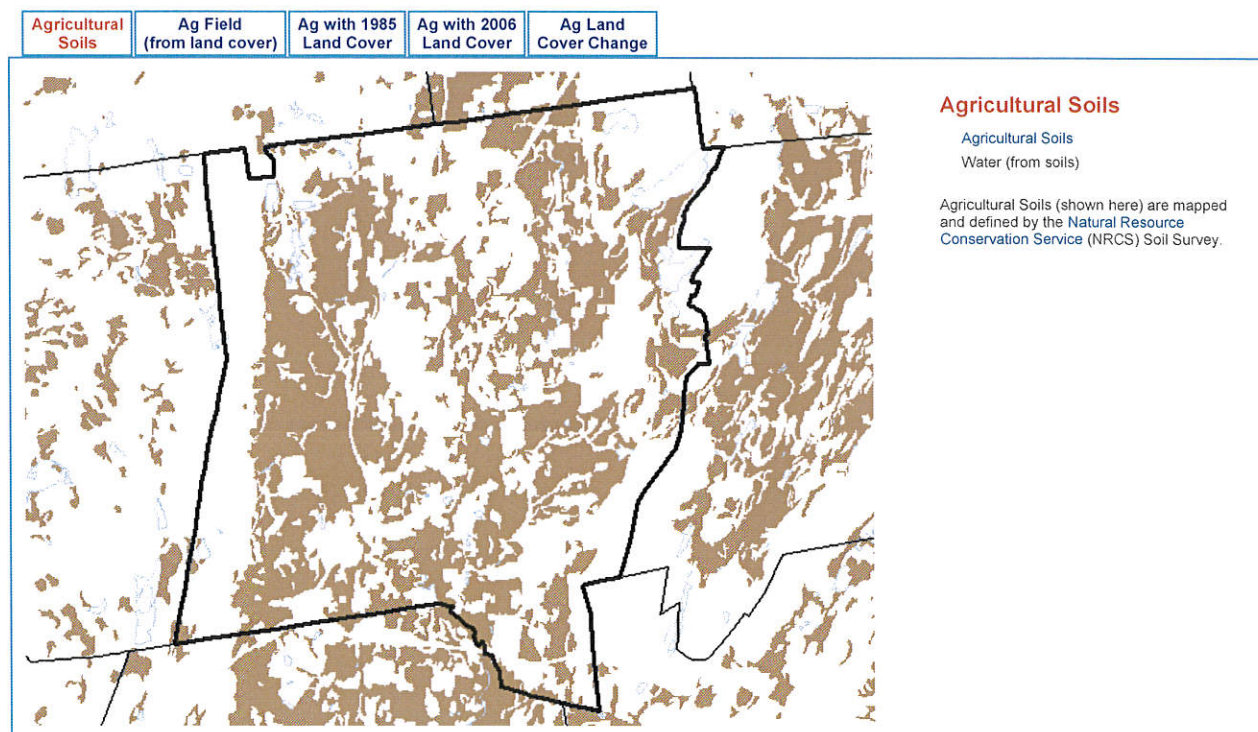 Agricultural
Soils
Ag Field
(from land cover)
Ag with 1985
Land Cover
Ag with 2006
Land Cover
Ag Land
Cover Change
Agricultural Soils
Agricultural Soils
Water (from soils)
Agricultural Soils (shown here) are mapped
and defined by the Natural Resource
Conservation Service (NRCS) Soil Survey.